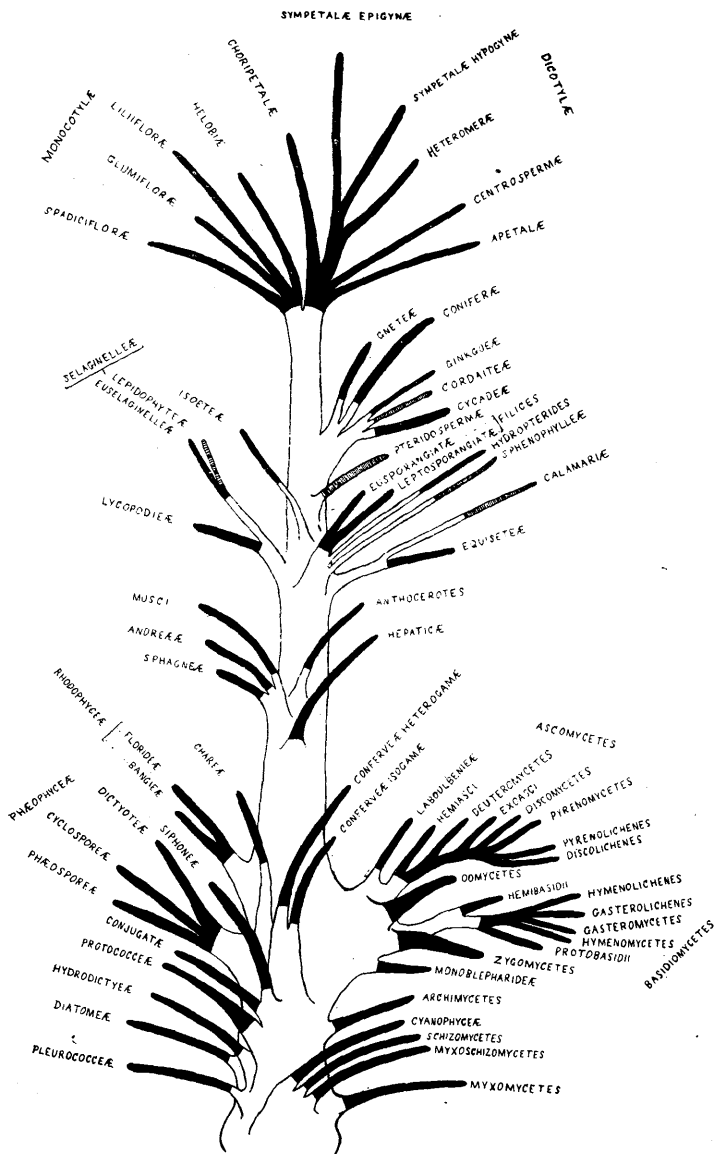 SYMPETALÆ EPIGYNÆ
CHORIPETALÆ
SYMPETALÆ HYPOGYNÆ
DICOTYLÆ
MONOCOTYLÆ
LILIIFLORÆ
HELOBIÆ
HETEROMERÆ
GLUMIFLORÆ
CENTROSPERMÆ
SPADICIFLORÆ
APETALÆ
GNETEÆ
CONIFERÆ
SELAGINELLEÆ
LEPIDOPHYTEÆ
EUSELAGINELLEÆ
ISOETEÆ
GINKGOEÆ
CORDAITEÆ
CYCADEÆ
PTERIDOSPERMÆ
EUSPORANGIATÆ
LEPTOSPORANGIATÆ
FILICES
HYDROPTERIDES
SPHENOPHYLLEÆ
CALAMARIÆ
LYCOPODIEÆ
EQUISETEÆ
MUSCI
ANTHOCEROTES
ANDREÆÆ
HEPATICÆ
SPHAGNEÆ
RHODOPHYCEÆ
FLORIDEÆ
BANGIEÆ
CHAREÆ
CONFERVEÆ HETEROGAMÆ
CONFERVEÆ ISOGAMÆ
ASCOMYCETES
LABOULBENIEÆ
HEMIASCI
DEUTEROMYCETES
EXOASCI
DISCOMYCETES
PYRENOMYCETES
PHÆOPHYCEÆ
DICTYOTEÆ
SIPHONEÆ
CYCLOSPOREÆ
PYRENOLICHENES
DISCOLICHENES
PHÆOSPOREÆ
OOMYCETES
HEMIBASIDII
HYMENOLICHENES
GASTEROLICHENES
GASTEROMYCETES
HYMENOMYCETES
PROTOBASIDII
BASIDIOMYCETES
CONJUGATÆ
PROTOCOCCEÆ
ZYGOMYCETES
MONOBLEPHARIDEÆ
HYDRODICTYEÆ
ARCHIMYCETES
DIATOMEÆ
CYANOPHYCEÆ
SCHIZOMYCETES
?
PLEUROCOCCEÆ
MYXOSCHIZOMYCETES
MYXOMYCETES